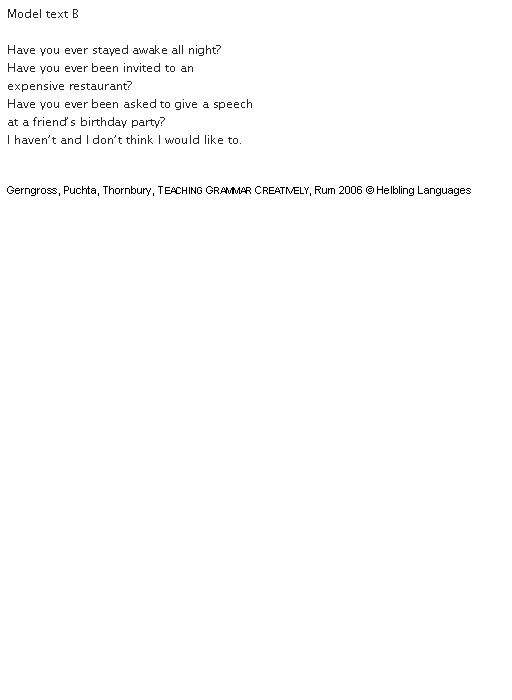 Model text B
Have you ever stayed awake all night?
Have you ever been invited to an
expensive restaurant?
Have you ever been asked to give a speech
at a friend's birthday party?
I haven't and I don't think I would like to.
Gerngross, Puchta, Thornbury, TEACHING GRAMMAR CREATIVELY, Rum 2006 © Helbling Languages